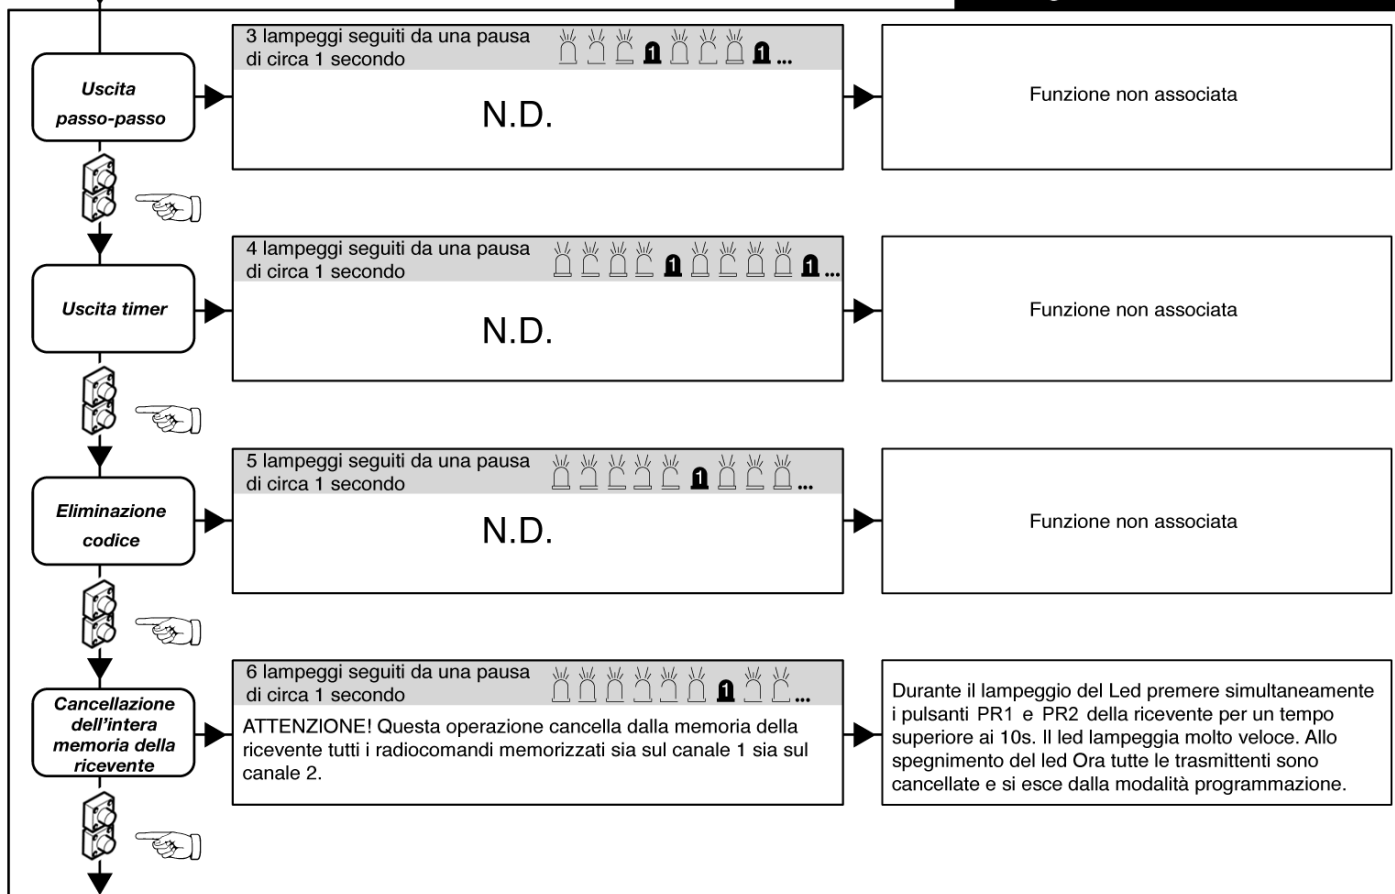 3 lampeggi seguiti da una pausa
di circa 1 secondo
1
1
...
Uscita
passo-passo
N.D.
Funzione non associata
4 lampeggi seguiti da una pausa
di circa 1 secondo
1
1
...
Uscita timer
N.D.
Funzione non associata
5 lampeggi seguiti da una pausa
di circa 1 secondo
1
...
Eliminazione
codice
N.D.
Funzione non associata
6 lampeggi seguiti da una pausa
di circa 1 secondo
1
...
Cancellazione
dell'intera
memoria della
ricevente
ATTENZIONE! Questa operazione cancella dalla memoria della
ricevente tutti i radiocomandi memorizzati sia sul canale 1 sia sul
canale 2.
Durante il lampeggio del Led premere simultaneamente
i pulsanti PR1 e PR2 della ricevente per un tempo
superiore ai 10s. Il led lampeggia molto veloce. Allo
spegnimento del led Ora tutte le trasmittenti sono
cancellate e si esce dalla modalità programmazione.